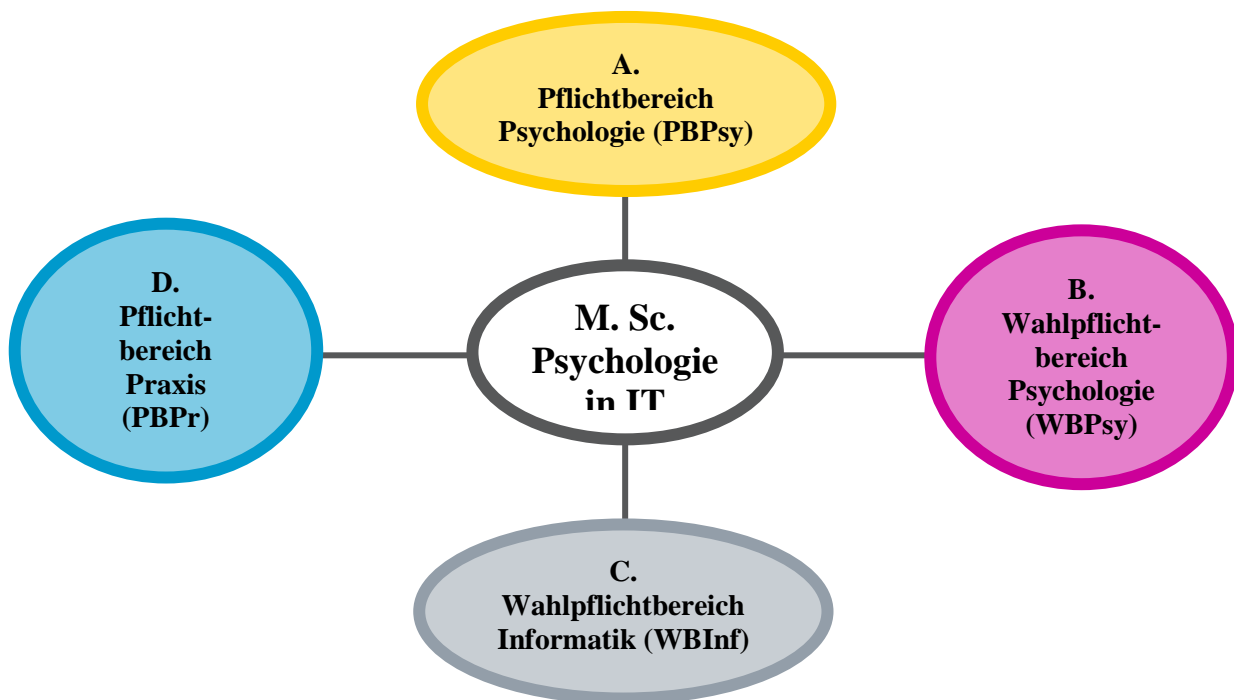 A.
Pflichtbereich
Psychologie (PBPsy)
D.
Pflicht-
bereich
Praxis
(PBPr)
M. Sc.
Psychologie
in IT
B.
Wahlpflicht-
bereich
Psychologie
(WBPsy)
C.
Wahlpflichtbereich
Informatik (WBInf)